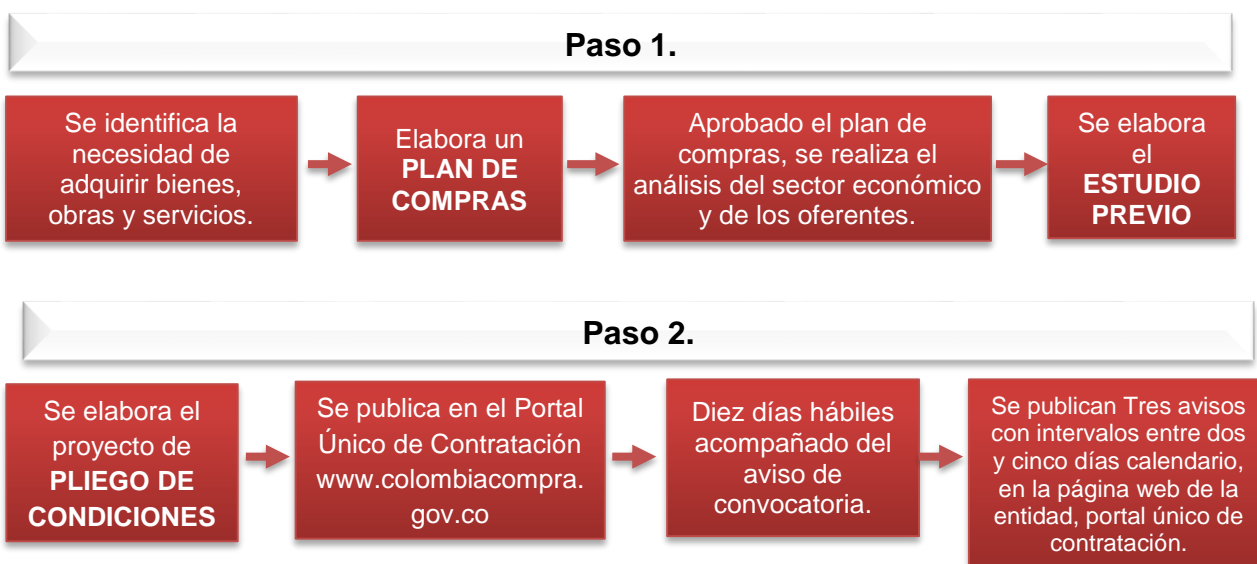 Paso 1.
Se identifica la
necesidad de
adquirir bienes,
obras y servicios.
Elabora un
PLAN DE
COMPRAS
Aprobado el plan de
compras, se realiza el
análisis del sector económico
y de los oferentes.
Se elabora
el
ESTUDIO
PREVIO
Paso 2.
Se elabora el
proyecto de
PLIEGO DE
CONDICIONES
Se publica en el Portal
Único de Contratación
www.colombiacompra.
gov.co
Diez días hábiles
acompañado del
aviso de
convocatoria.
Se publican Tres avisos
con intervalos entre dos
y cinco días calendario,
en la página web de la
entidad, portal único de
contratación.